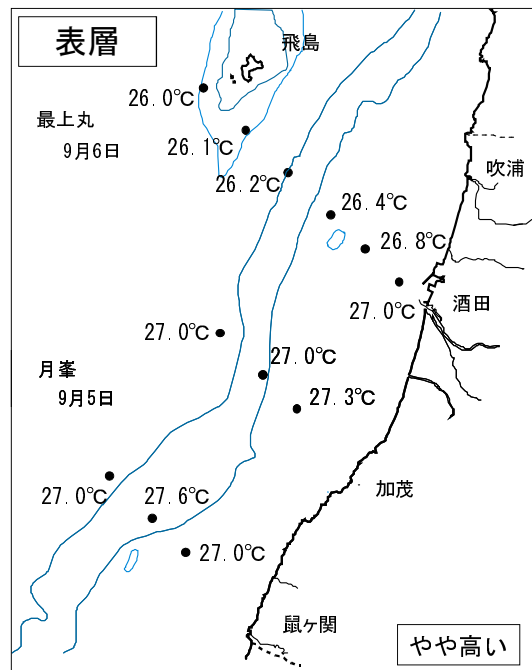 表層
飛島
26.0℃
最上丸
9月6日
26.1℃
吹浦
26.2℃
26.4℃
26.8℃
27.0℃
酒田
27.0℃
27.0℃
月峯
9月5日
27.3℃
27.0℃
27.6℃
加茂
27.0℃
鼠ヶ関
やや高い